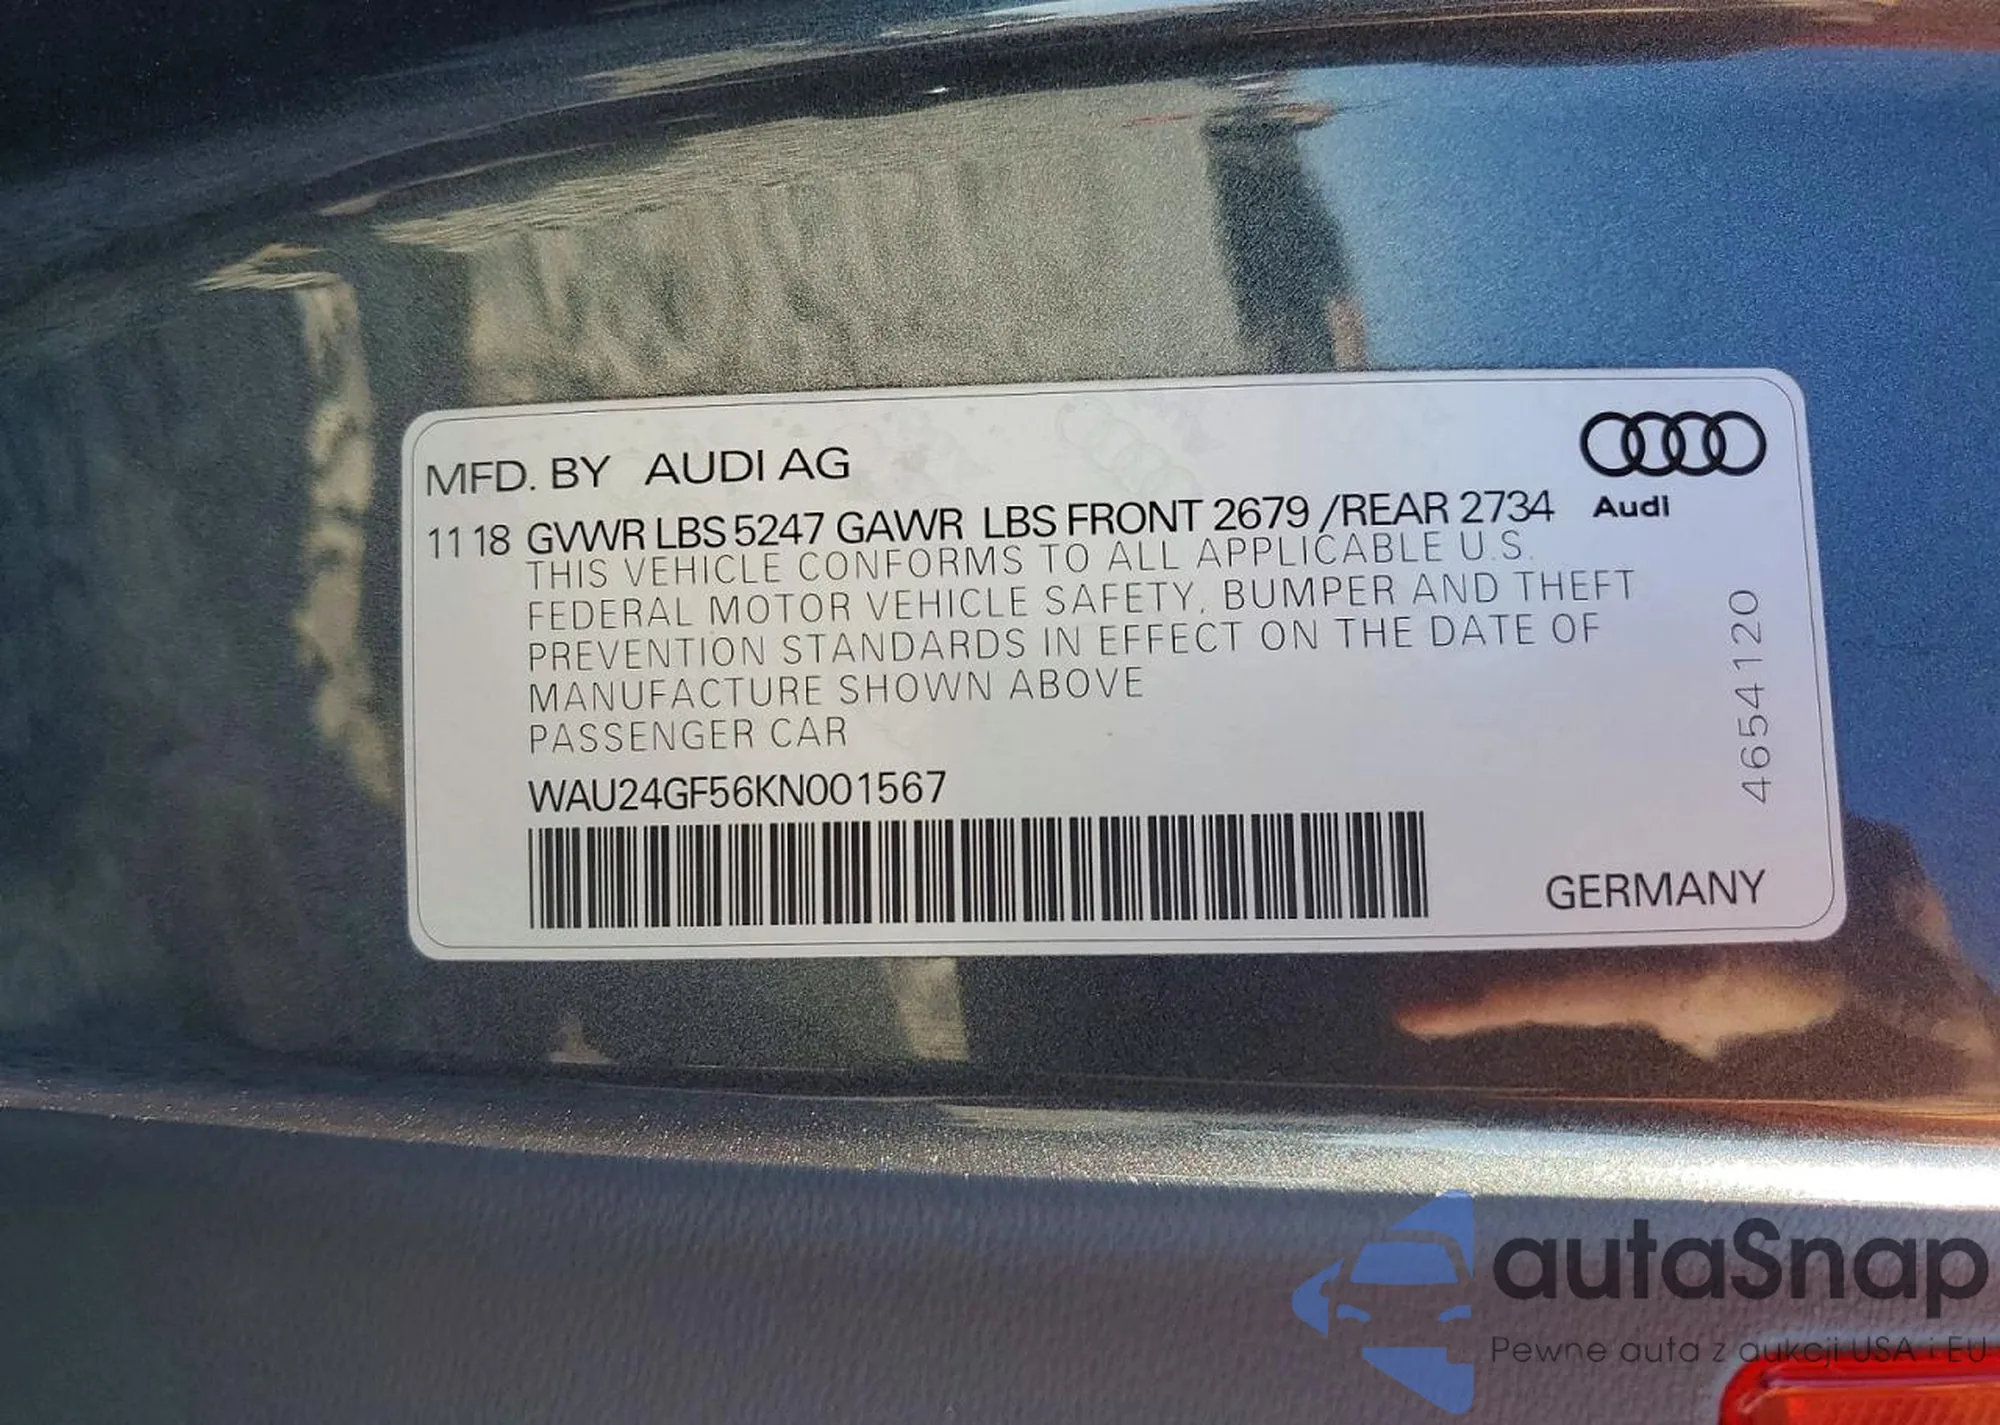 MFD. BY AUDI AG
Audi
11 18 GVWR LBS 5247 GAWR LBS FRONT 2679 /REAR 2734
THIS VEHICLE CONFORMS TO ALL APPLICABLE U.S.
FEDERAL MOTOR VEHICLE SAFETY, BUMPER AND THEFT
PREVENTION STANDARDS IN EFFECT ON THE DATE OF
MANUFACTURE SHOWN ABOVE
PASSENGER CAR
4654120
WAU24GF56KN001567
GERMANY
autaSnap
Pewne auta z aukcji USA i EU